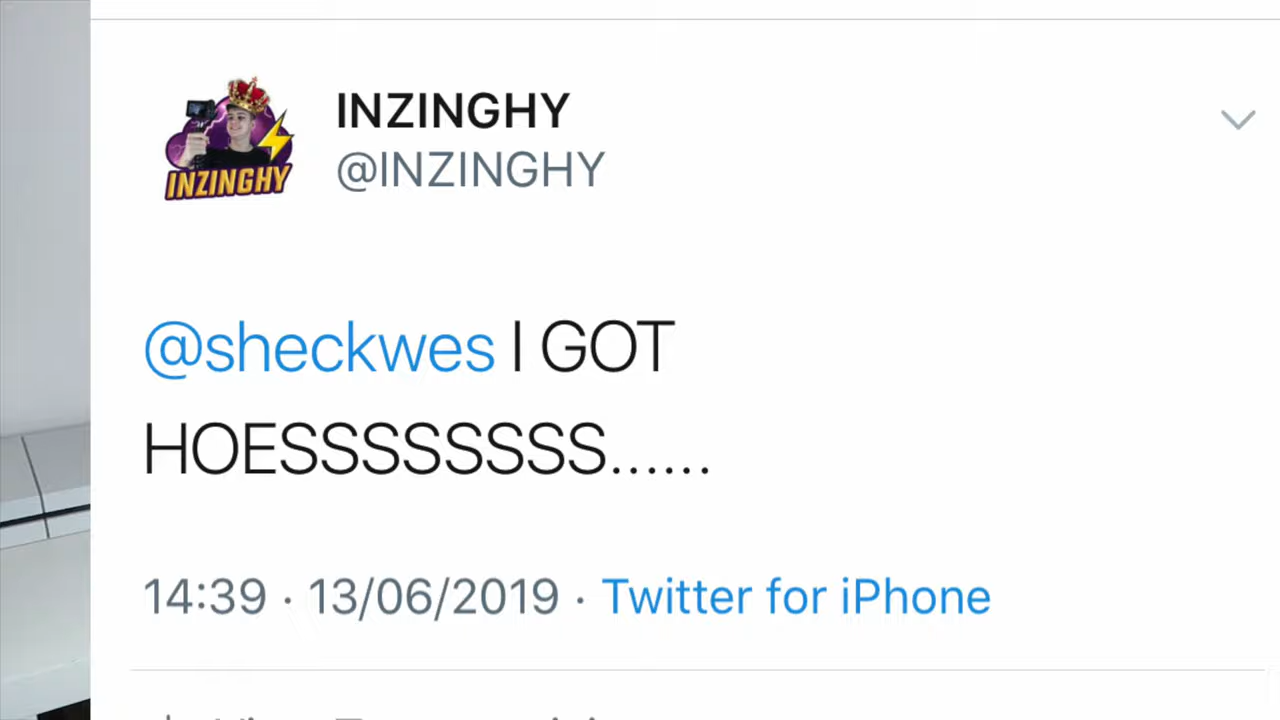 INZINGHY
INZINGHY
@INZINGHY
@sheckwes I GOT
HOESSSSSSSS......
14:39 · 13/06/2019 · Twitter for iPhone